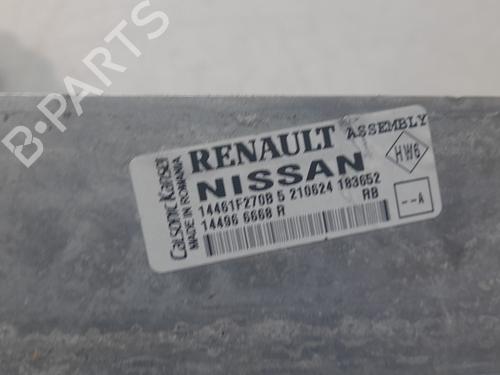 B-PARTS
Calsonic Kansei
MADE IN ROMANIA
RENAULT ASSEMBLY
NISSAN
HW6
14461F270B 5 210624 183652
14496 6668 R
RB
--A